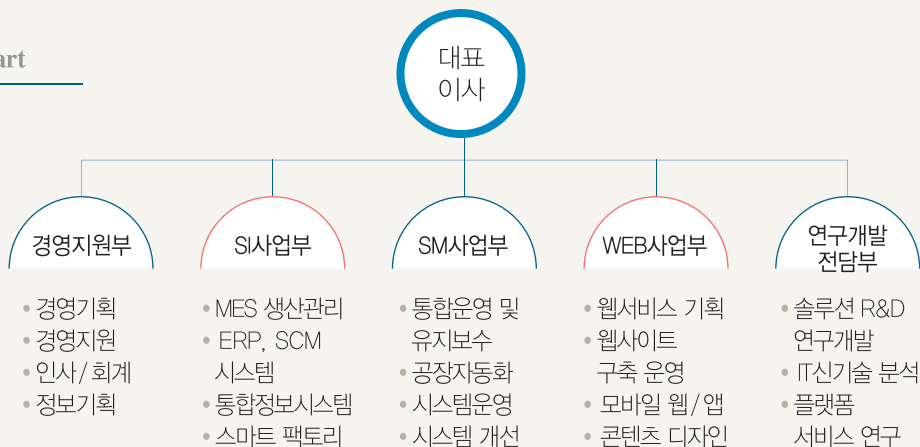 대표
이사
경영지원부
• 경영기획
• 경영지원
• 인사/회계
• 정보기획
SI사업부
• MES 생산관리
• ERP, SCM
시스템
• 통합정보시스템
• 스마트 팩토리
SM사업부
• 통합운영 및
유지보수
• 공장자동화
• 시스템운영
• 시스템 개선
WEB사업부
• 웹서비스 기획
• 웹사이트
구축 운영
• 모바일 웹/앱
• 콘텐츠 디자인
연구개발
전담부
• 솔루션 R&D
연구개발
• IT신기술 분석
• 플랫폼
서비스 연구